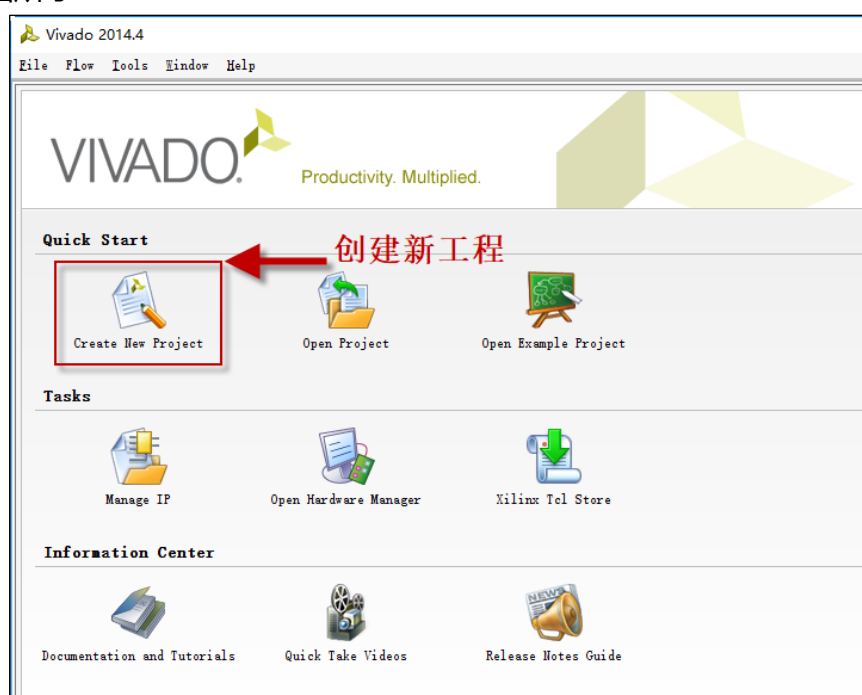 Vivado 2014.4
File Flow Tools Window Help
VIVADO.
Productivity. Multiplied.
Quick Start
创建新工程
Create New Project
Open Project
Open Example Project
Tasks
Manage IP
Open Hardware Manager
Xilinx Tcl Store
Information Center
NEWS
Documentation and Tutorials
Quick Take Videos
Release Notes Guide